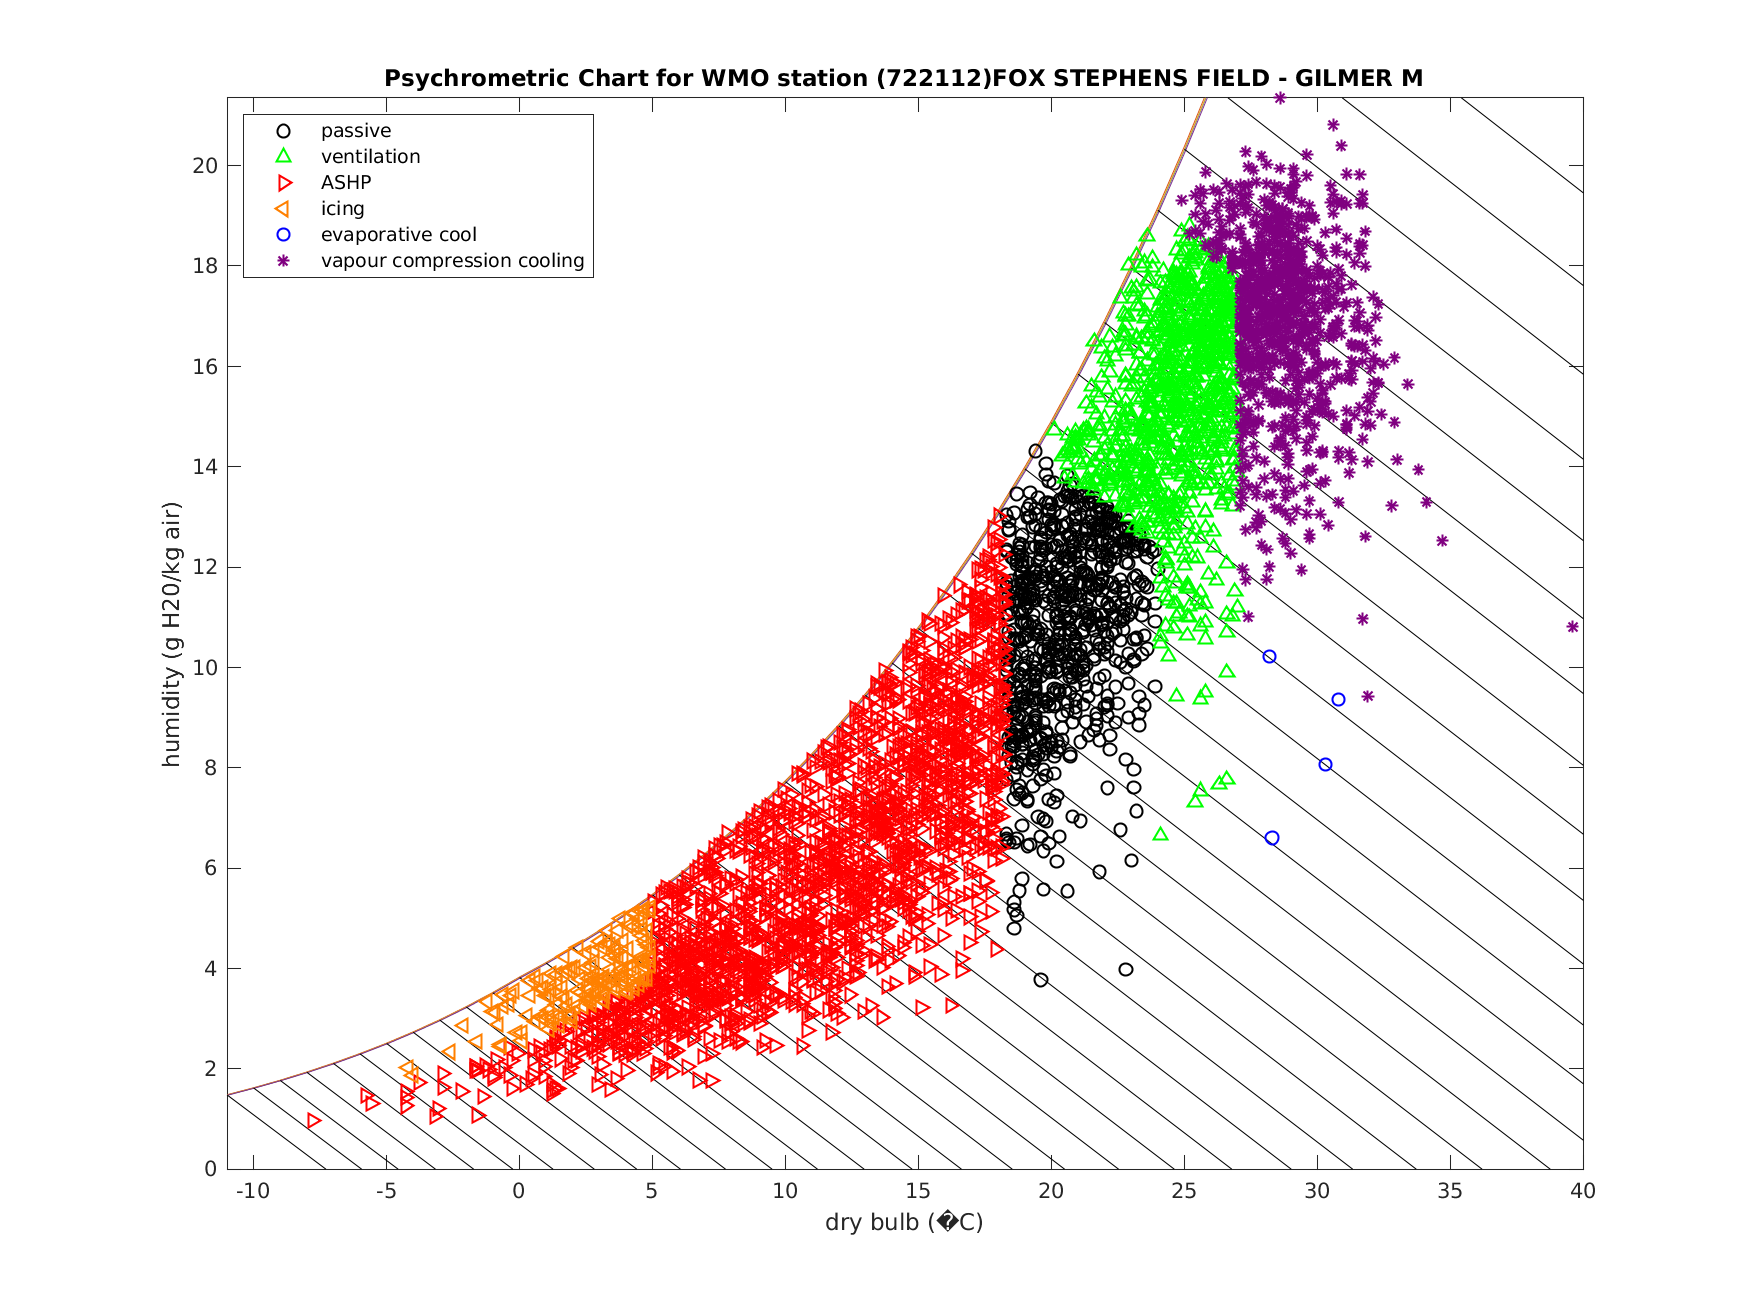 Psychrometric Chart for WMO station (722112)FOX STEPHENS FIELD - GILMER M
passive
ventilation
ASHP
icing
evaporative cool
vapour compression cooling
humidity (g H20/kg air)
20
18
16
14
12
10
8
6
4
2
0
-10 -5 0 5 10 15 20 25 30 35 40
dry bulb (�C)